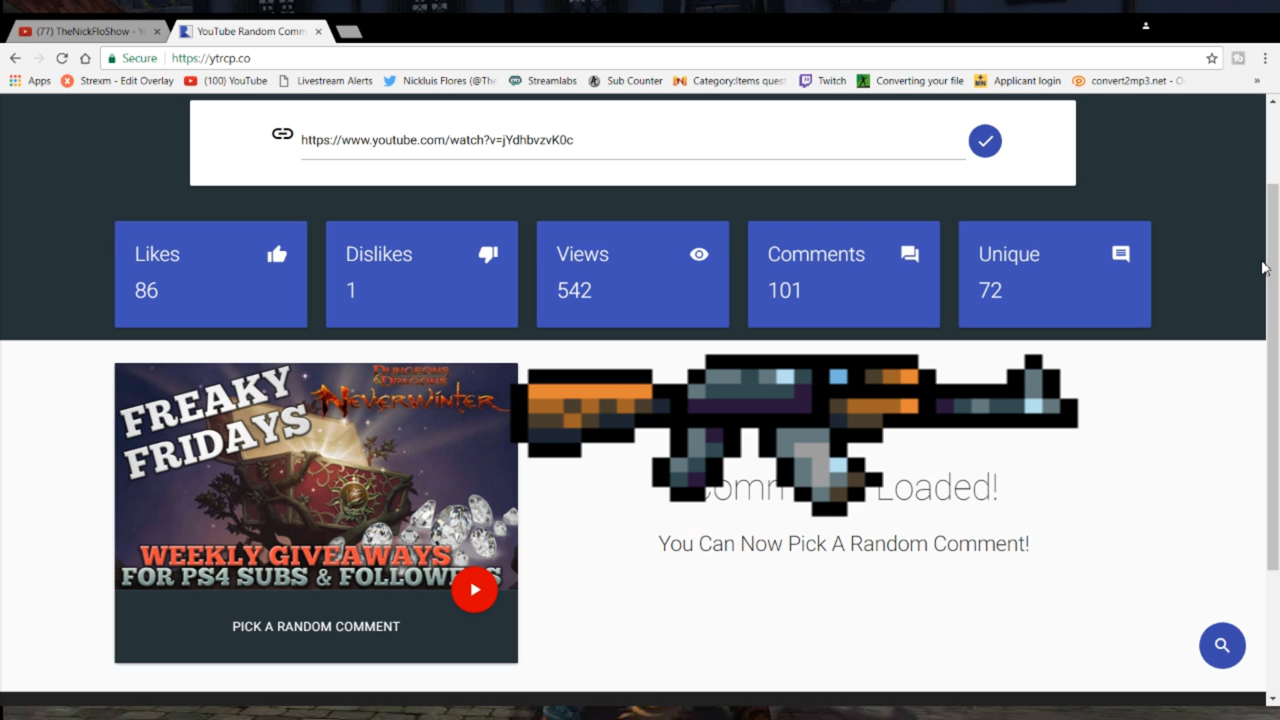 (77) TheNickFloShow - Y
YouTube Random Comm
Secure
https://ytrcp.co
Apps
Strexm - Edit Overlay
(100) YouTube
Livestream Alerts
Nickluis Flores (@The
Streamlabs
Sub Counter
Category:Items quest
Twitch
Converting your file
Applicant login
convert2mp3.net - O
»
https://www.youtube.com/watch?v=jYdhbvzvK0c
Likes
86
Dislikes
1
Views
542
Comments
101
Unique
72
FREAKY
FRIDAYS
DUNGEONS
& DRAGONS
NEVERWINTER
WEEKLY GIVEAWAYS
FOR PS4 SUBS & FOLLOWERS
PICK A RANDOM COMMENT
Loaded!
You Can Now Pick A Random Comment!